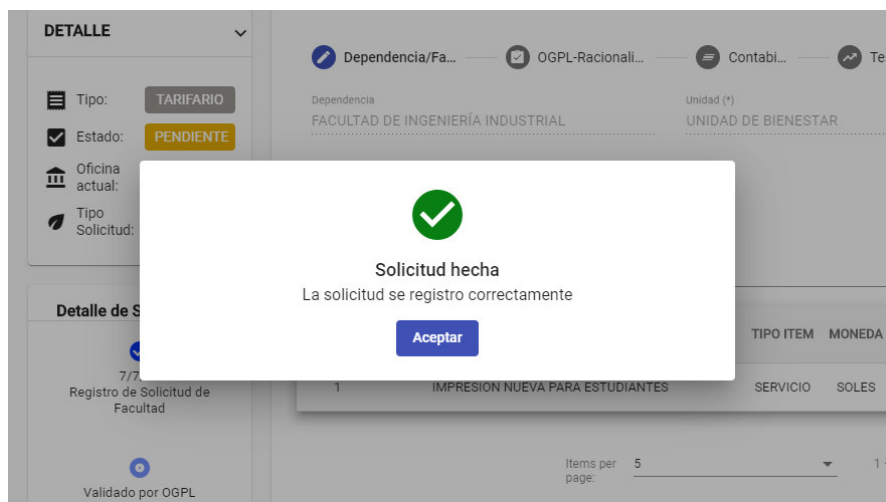 DETALLE
Tipo: TARIFARIO
Estado: PENDIENTE
Oficina
actual:
Tipo
Solicitud:
Dependencia/Fa... OGPL-Racionali... Contabi... Te
Dependencia
FACULTAD DE INGENIERÍA INDUSTRIAL
Unidad (*)
UNIDAD DE BIENESTAR
Solicitud hecha
La solicitud se registro correctamente
Aceptar
Detalle de S
7/7
Registro de Solicitud de
Facultad
Validado por OGPL
TIPO ITEM MONEDA
1 IMPRESION NUEVA PARA ESTUDIANTES SERVICIO SOLES
Items per
page:
5
1